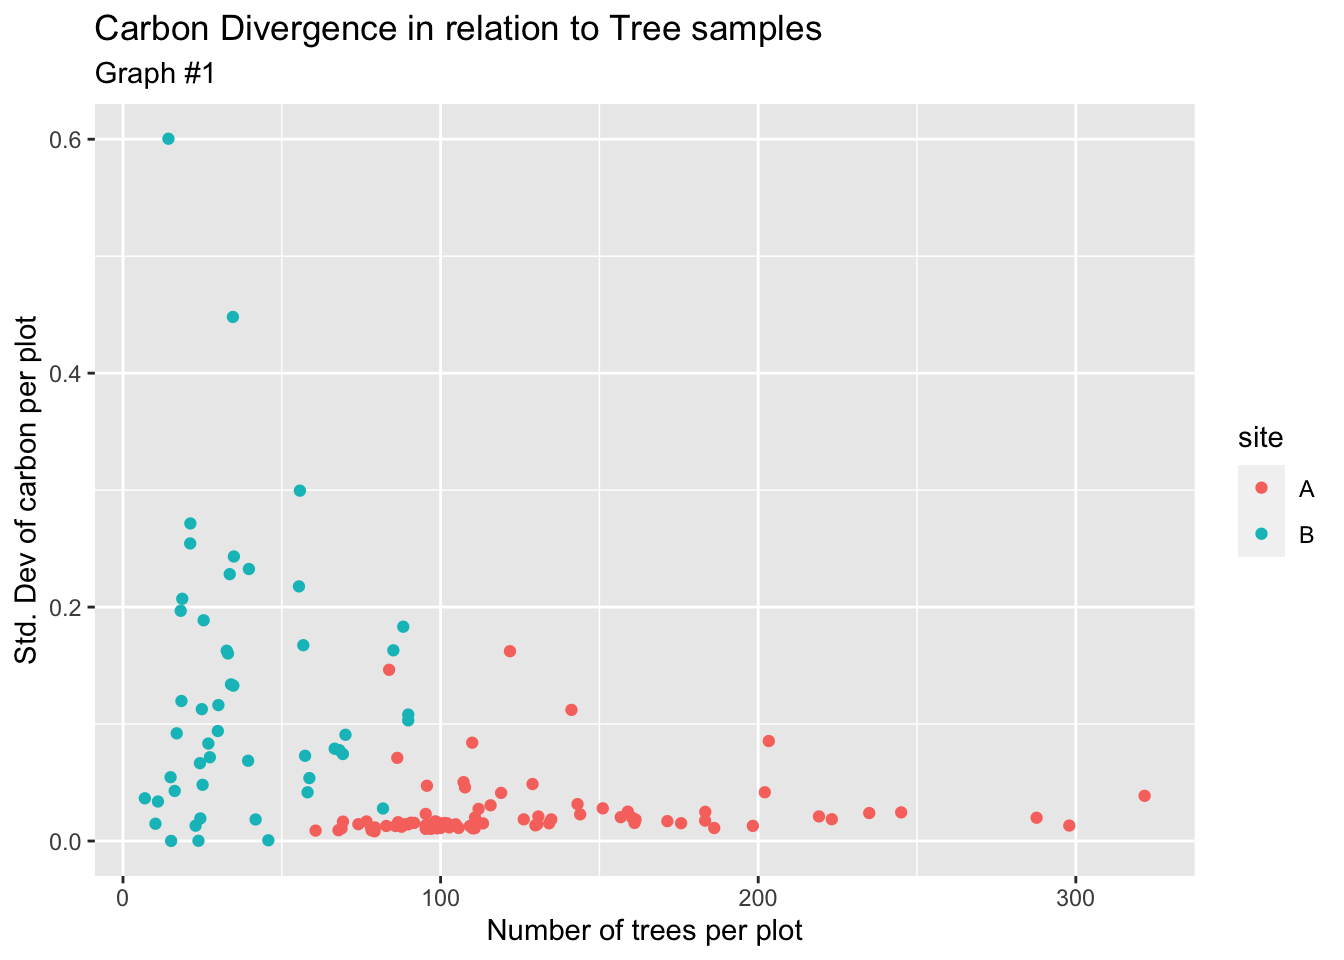 Carbon Divergence in relation to Tree samples
Graph #1
0.6
0.4
0.2
0.0
Std. Dev of carbon per plot
0
100
200
300
Number of trees per plot
site
A
B